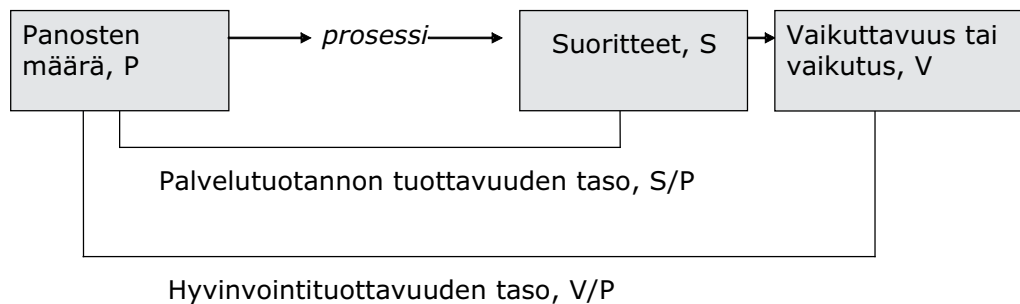 Panosten
määrä, P
prosessi
Suoritteet, S
Vaikuttavuus tai
vaikutus, V
Palvelutuotannon tuottavuuden taso, S/P
Hyvinvointituottavuuden taso, V/P